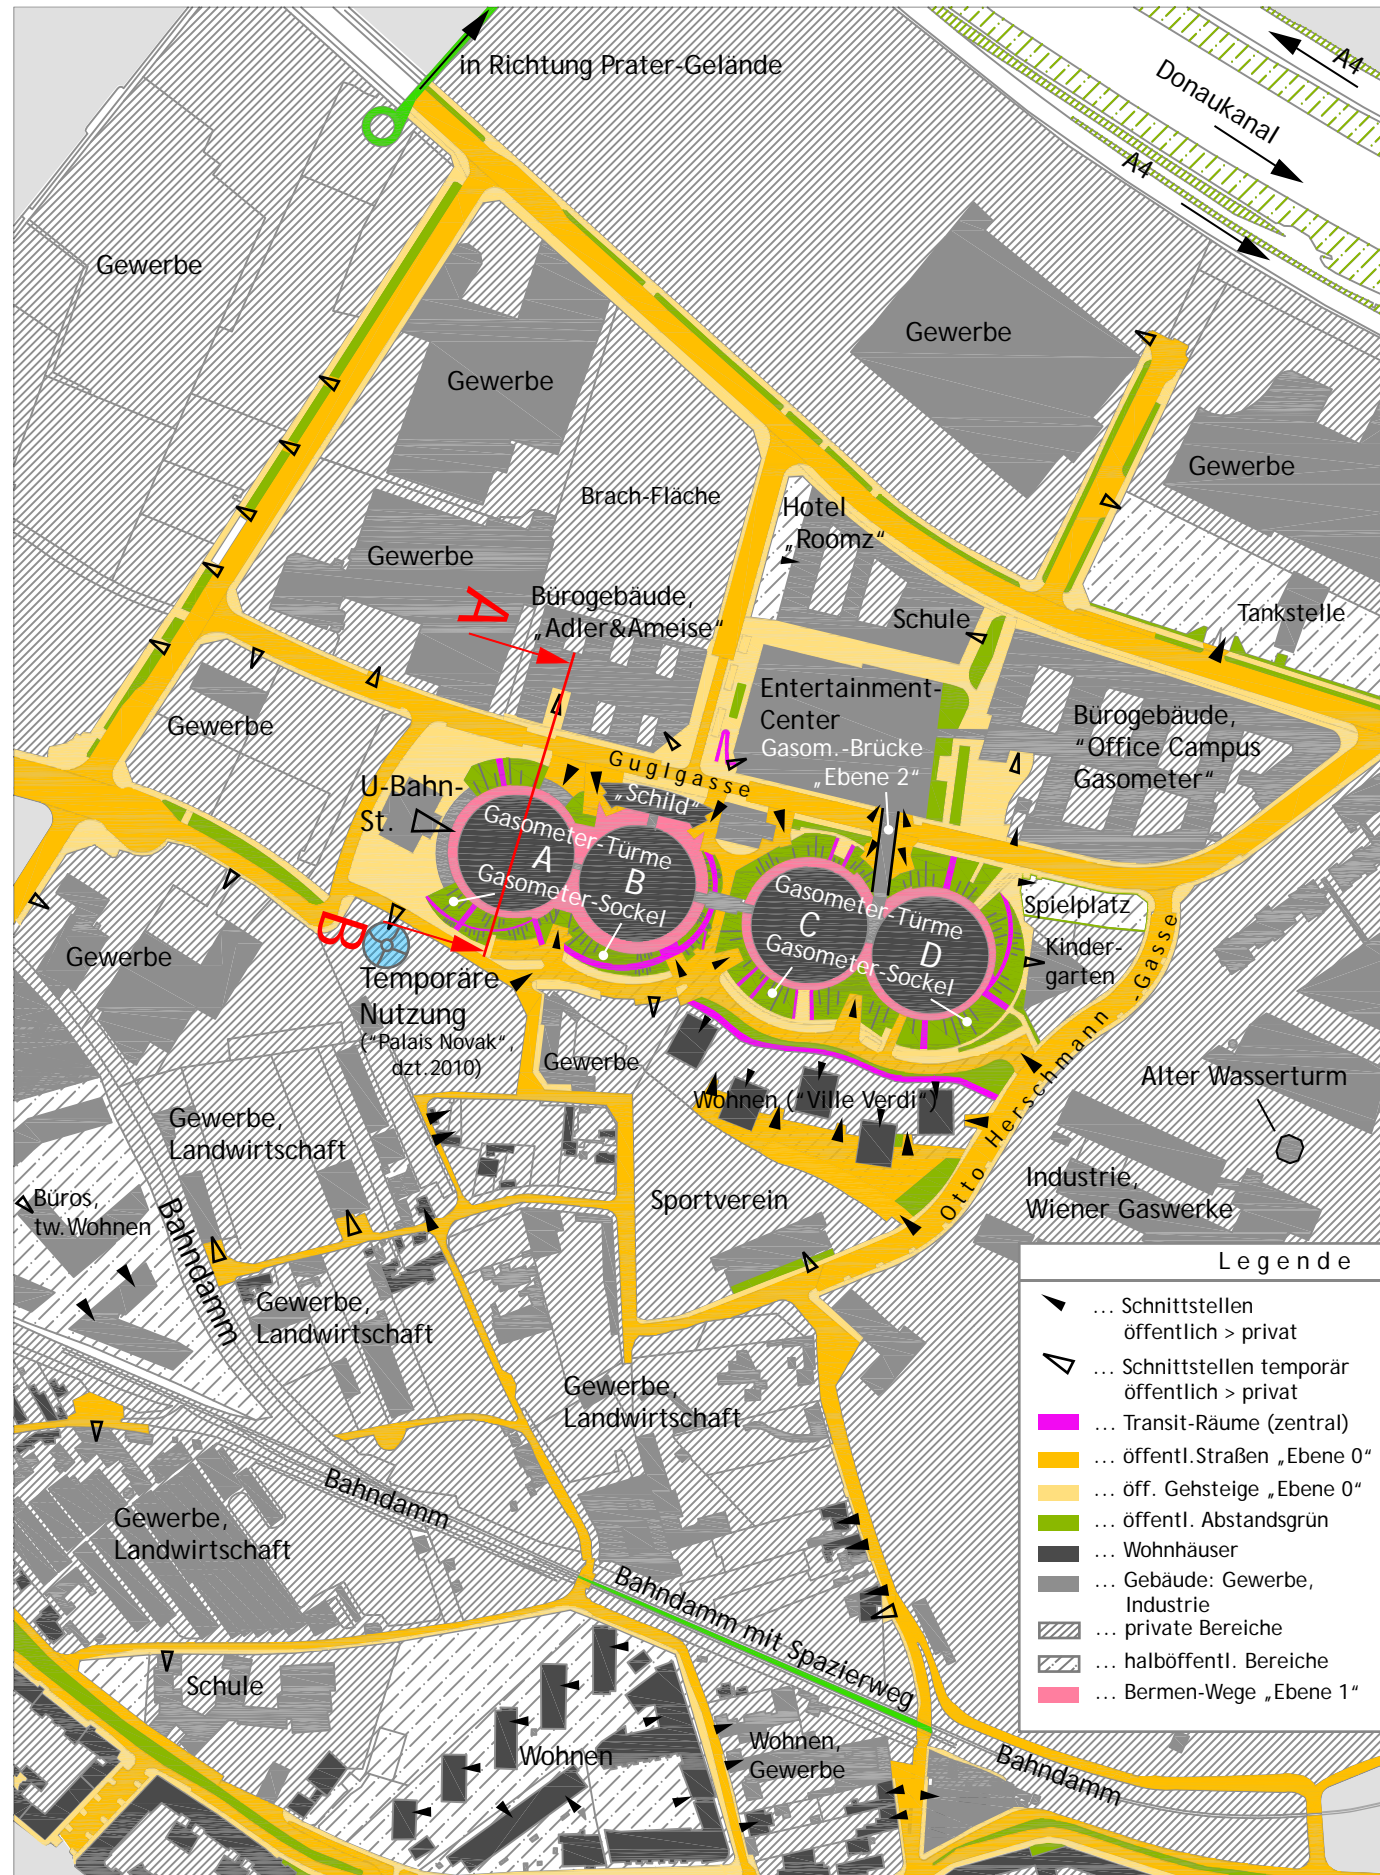 in Richtung Prater-Gelände
A4
Donaukanal
A4
Gewerbe
Gewerbe
Gewerbe
Gewerbe
Brach-Fläche
Hotel
„Roomz“
Gewerbe
A
Bürogebäude,
„Adler&Ameise“
Schule
Tankstelle
Gewerbe
Entertainment-
Center
Gasom.-Brücke
„Ebene 2“
Bürogebäude,
“Office Campus
Gasometer“
Guglgasse
U-Bahn-
St.
„Schild“
Gasometer-Türme
A
B
Gasometer-Sockel
Gasometer-Türme
C
D
Gasometer-Sockel
Spielplatz
Kinder-
garten
B
Gewerbe
Temporäre
Nutzung
(“Palais Novak“,
dzt.2010)
Gewerbe
Otto Herschmann -Gasse
Wohnen (“Ville Verdi“)
Alter Wasserturm
Gewerbe,
Landwirtschaft
Büros,
tw.Wohnen
Bahndamm
Sportverein
Industrie,
Wiener Gaswerke
Gewerbe,
Landwirtschaft
Gewerbe,
Landwirtschaft
Bahndamm
Gewerbe,
Landwirtschaft
Bahndamm mit Spazierweg
Schule
Wohnen
Wohnen,
Gewerbe
Bahndamm
Legende
... Schnittstellen
öffentlich > privat
... Schnittstellen temporär
öffentlich > privat
... Transit-Räume (zentral)
... öffentl.Straßen „Ebene 0“
... öff. Gehsteige „Ebene 0“
... öffentl. Abstandsgrün
... Wohnhäuser
... Gebäude: Gewerbe,
Industrie
... private Bereiche
... halböffentl. Bereiche
... Bermen-Wege „Ebene 1“